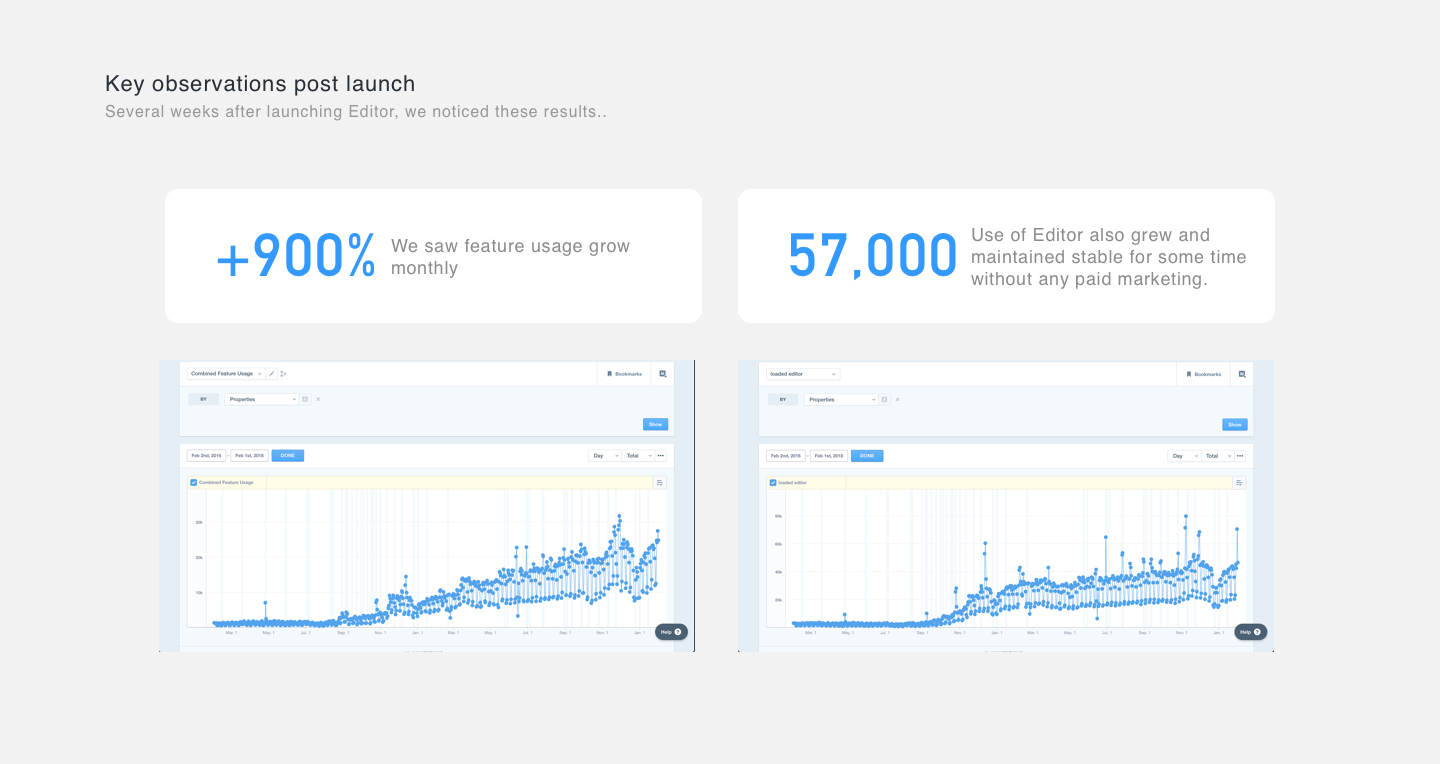 Key observations post launch
Several weeks after launching Editor, we noticed these results..
+900%
We saw feature usage grow
monthly
57,000
Use of Editor also grew and
maintained stable for some time
without any paid marketing.
Combined Feature Usage
Bookmarks
BY Properties
Show
Feb 2nd, 2016 - Feb 1st, 2018 DONE Day Total
Combined Feature Usage
30k
20k
10k
Mar. 1 May. 1 Jul. 1 Sep. 1 Nov. 1 Jan. 1 Mar. 1 May. 1 Jul. 1 Sep. 1 Nov. 1 Jan. 1
Help ?
loaded editor
Bookmarks
BY Properties
Show
Feb 2nd, 2016 - Feb 1st, 2018 DONE Day Total
loaded editor
80k
60k
40k
20k
Mar. 1 May. 1 Jul. 1 Sep. 1 Nov. 1 Jan. 1 Mar. 1 May. 1 Jul. 1 Sep. 1 Nov. 1 Jan. 1
Help ?